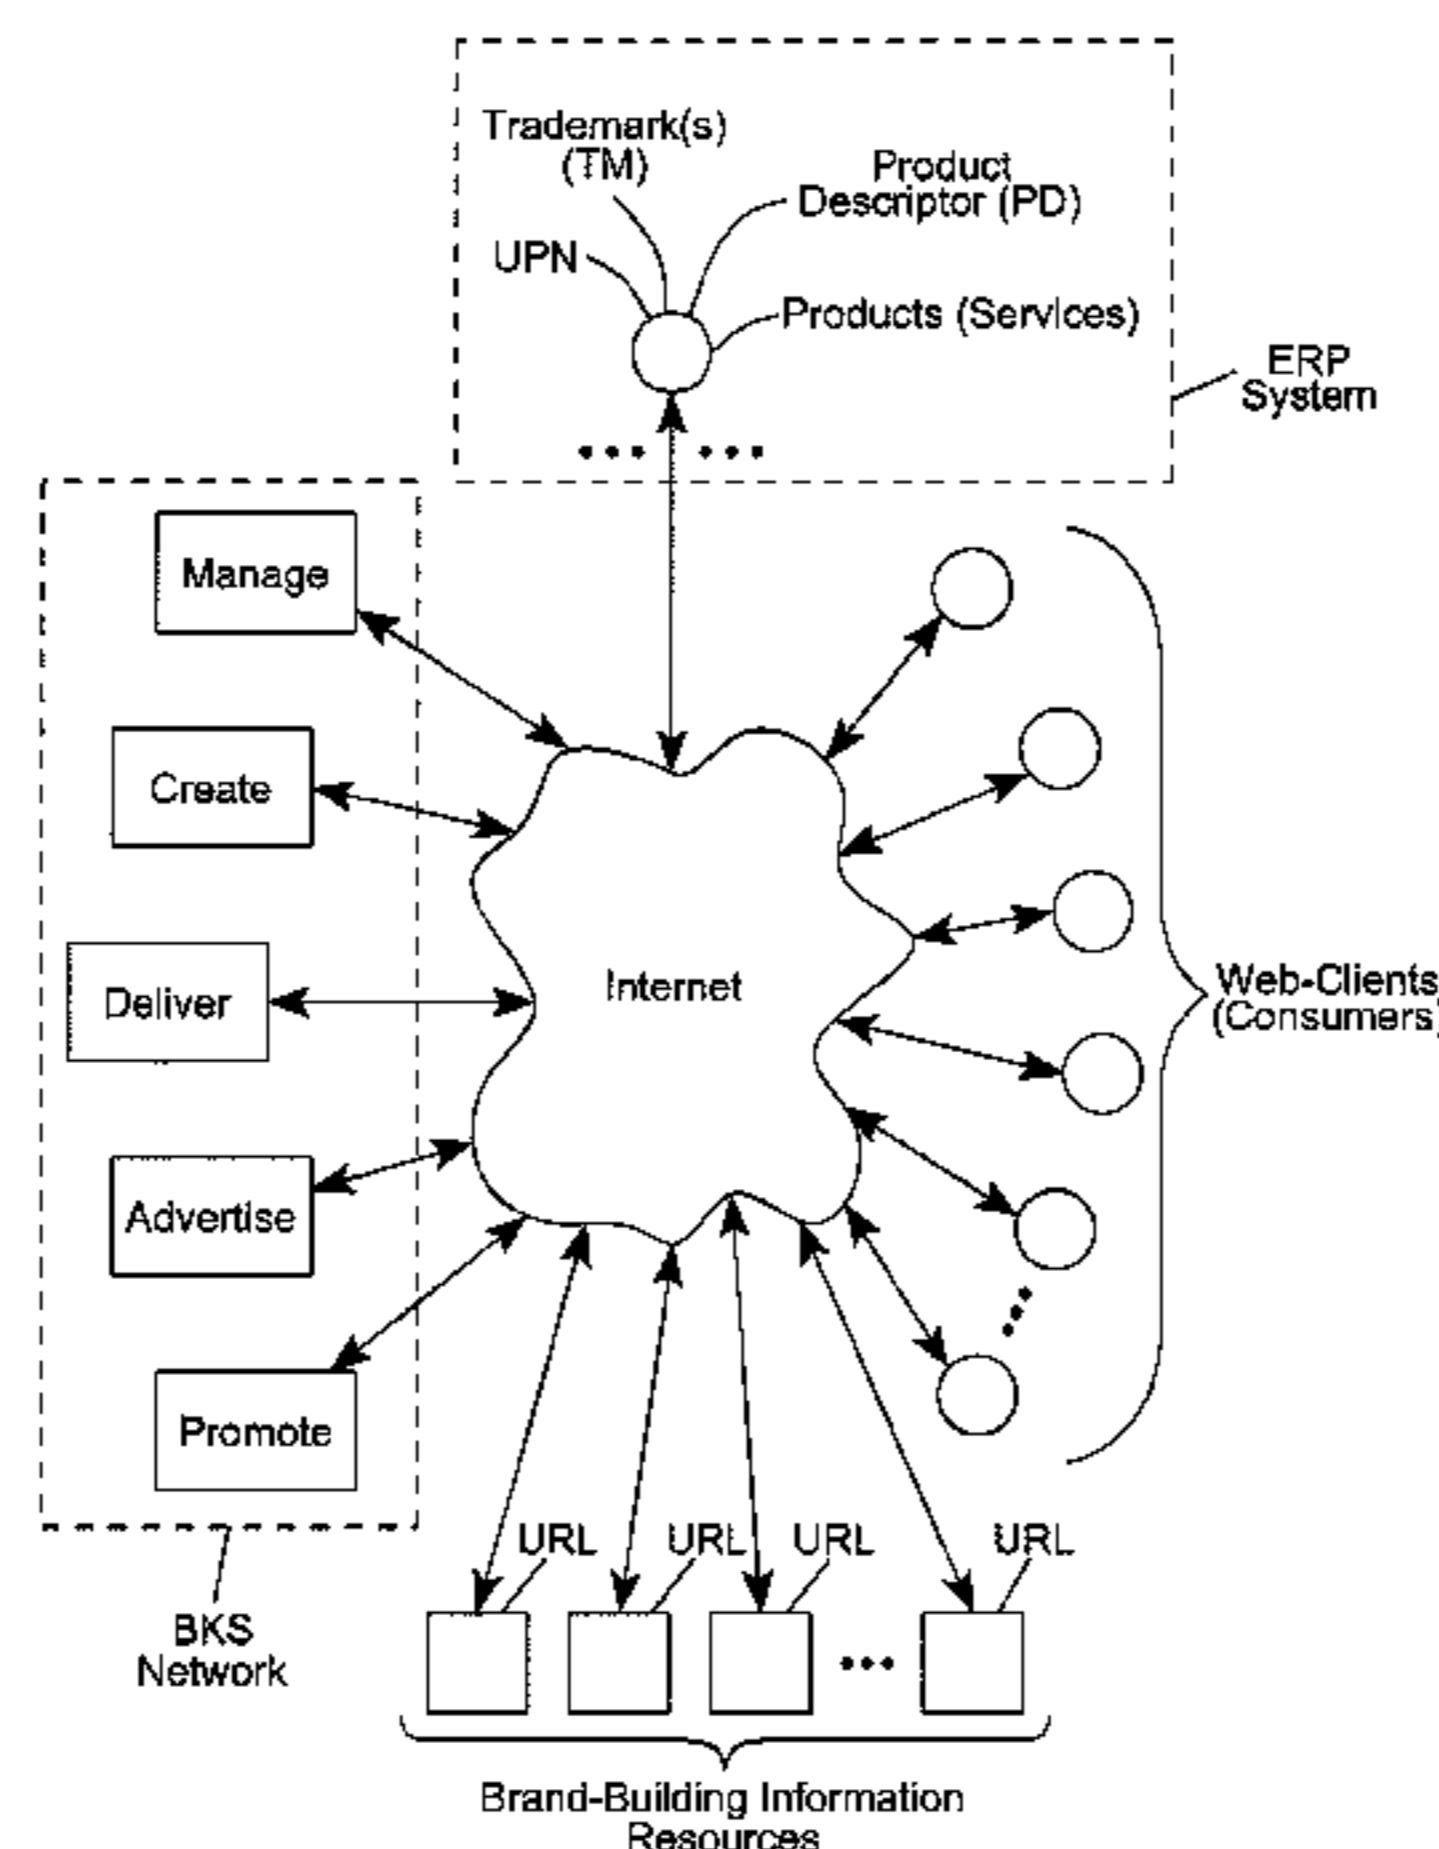 Trademark(s)
(TM)
Product
Descriptor (PD)
UPN
Products (Services)
ERP
System
Manage
Create
Deliver
Advertise
Promote
Internet
Web-Clients
(Consumers)
BKS
Network
URL
URL
URL
URL
Brand-Building Information
Resources